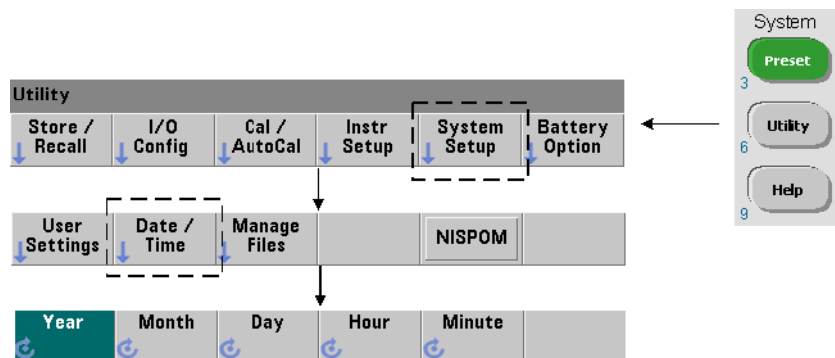 System
Preset
3
Utility
6
Help
9
Utility
Store / Recall
I/O Config
Cal / AutoCal
Instr Setup
System Setup
Battery Option
User Settings
Date / Time
Manage Files
NISPOM
Year
Month
Day
Hour
Minute